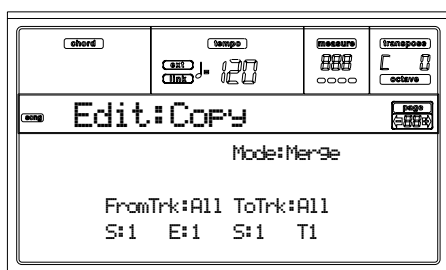 chord tempo measure transpose
ext link ♩= 120 888 C 0
octave
song Edit:Copy page
Mode:Merge
FromTrk:All ToTrk:All
S:1 E:1 S:1 T1